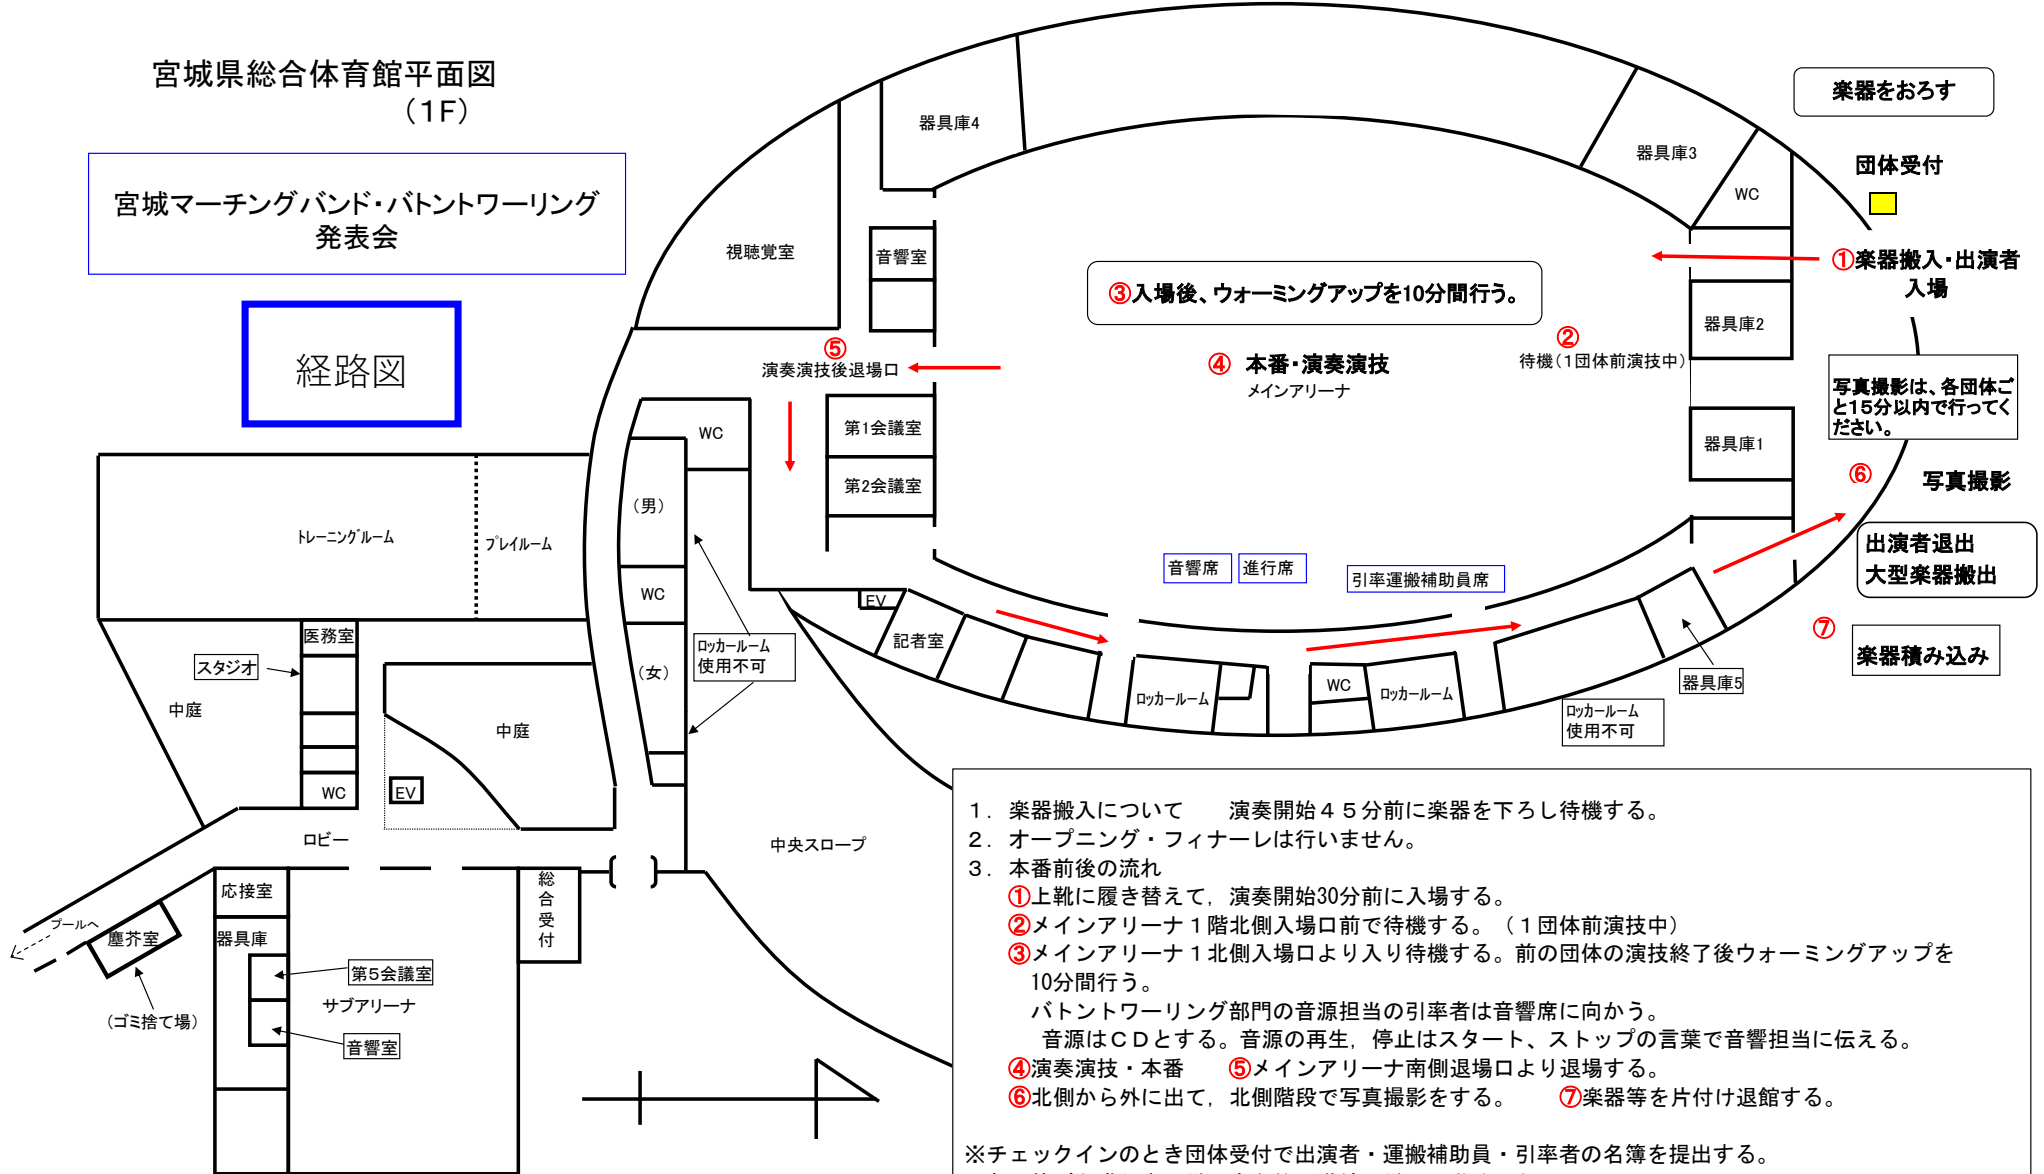 宮城県総合体育館平面図
（1F）
宮城マーチングバンド・バトントワーリング
発表会
経路図
楽器をおろす
団体受付
①楽器搬入・出演者
入場
器具庫4
器具庫3
WC
視聴覚室
音響室
③入場後、ウォーミングアップを10分間行う。
器具庫2
⑤
演奏演技後退場口
④ 本番・演奏演技
メインアリーナ
②
待機（1団体前演技中）
写真撮影は、各団体ご
と15分以内で行ってく
ださい。
WC
第1会議室
第2会議室
器具庫1
⑥
写真撮影
（男）
トレーニングルーム
プレイルーム
音響席
進行席
引率運搬補助員席
出演者退出
大型楽器搬出
WC
EV
記者室
⑦
楽器積み込み
医務室
スタジオ
ロッカールーム
使用不可
（女）
ロッカールーム
WC
ロッカールーム
器具庫5
ロッカールーム
使用不可
中庭
中庭
WC
EV
ロビー
中央スロープ
応接室
総合受付
プールへ
塵芥室
器具庫
第5会議室
サブアリーナ
（ゴミ捨て場）
音響室
1．楽器搬入について　　演奏開始４５分前に楽器を下ろし待機する。
2．オープニング・フィナーレは行いません。
3．本番前後の流れ
①上靴に履き替えて，演奏開始30分前に入場する。
②メインアリーナ１階北側入場口前で待機する。（１団体前演技中）
③メインアリーナ１北側入場口より入り待機する。前の団体の演技終了後ウォーミングアップを
10分間行う。
バトントワーリング部門の音源担当の引率者は音響席に向かう。
音源はＣＤとする。音源の再生，停止はスタート、ストップの言葉で音響担当に伝える。
④演奏演技・本番　　⑤メインアリーナ南側退場口より退場する。
⑥北側から外に出て，北側階段で写真撮影をする。　　⑦楽器等を片付け退館する。
※チェックインのとき団体受付で出演者・運搬補助員・引率者の名簿を提出する。